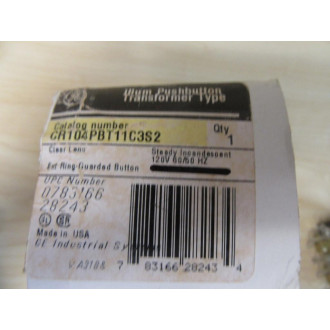 Illum Pushbutton
Transformer Type
Catalog number
CR104PBT11C3S2
Qty
1
Clear Lens
Steady Incandescent
120V 60/50 HZ
Ext Ring-Guarded Button
UPC Number
0783166
28243
Made in USA
GE Industrial Systems
7 83166 28243 4